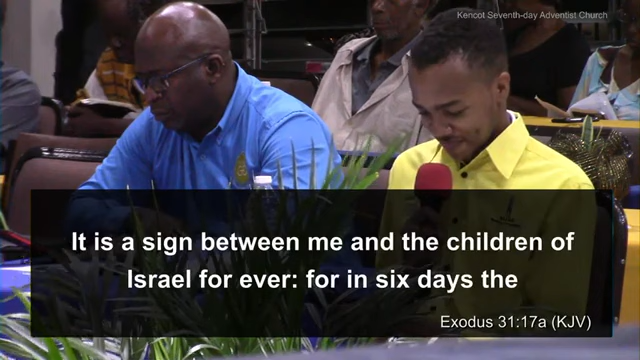 Kencot Seventh-day Adventist Church
It is a sign between me and the children of
Israel for ever: for in six days the
Exodus 31:17a (KJV)